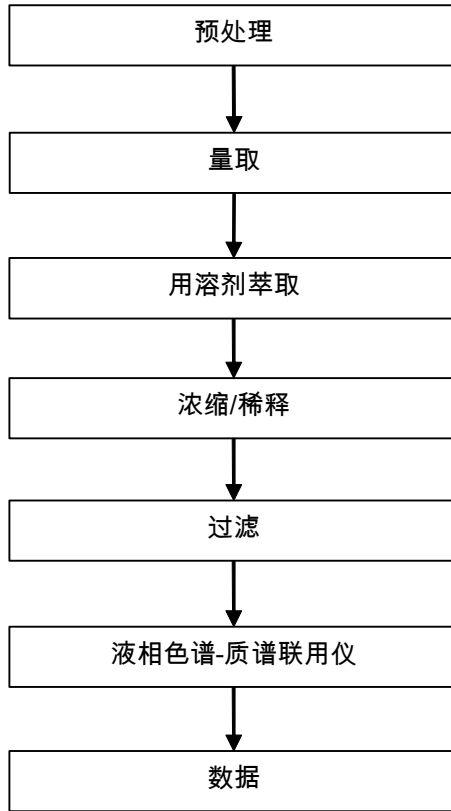 预处理
量取
用溶剂萃取
浓缩/稀释
过滤
液相色谱-质谱联用仪
数据